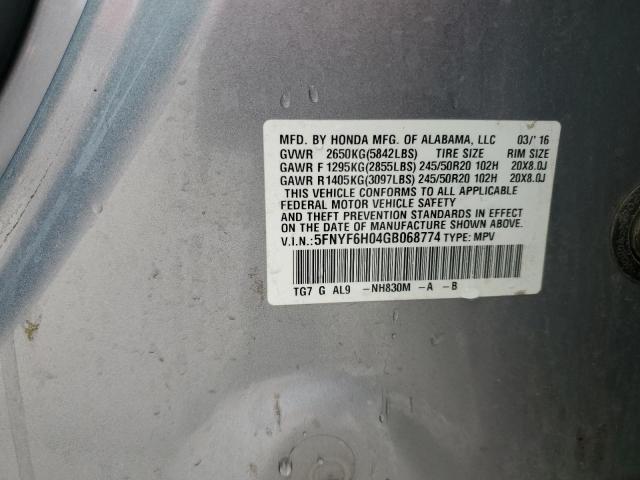 MFD. BY HONDA MFG. OF ALABAMA, LLC 03/'16
GVWR 2650KG(5842LBS) TIRE SIZE RIM SIZE
GAWR F 1295KG(2855LBS) 245/50R20 102H 20X8.0J
GAWR R 1405KG(3097LBS) 245/50R20 102H 20X8.0J
THIS VEHICLE CONFORMS TO ALL APPLICABLE
FEDERAL MOTOR VEHICLE SAFETY
AND THEFT PREVENTION STANDARDS IN EFFECT
ON THE DATE OF MANUFACTURE SHOWN ABOVE.
V.I.N.:5FNYF6H04GB068774 TYPE: MPV
TG7 G AL9 -NH830M -A -B